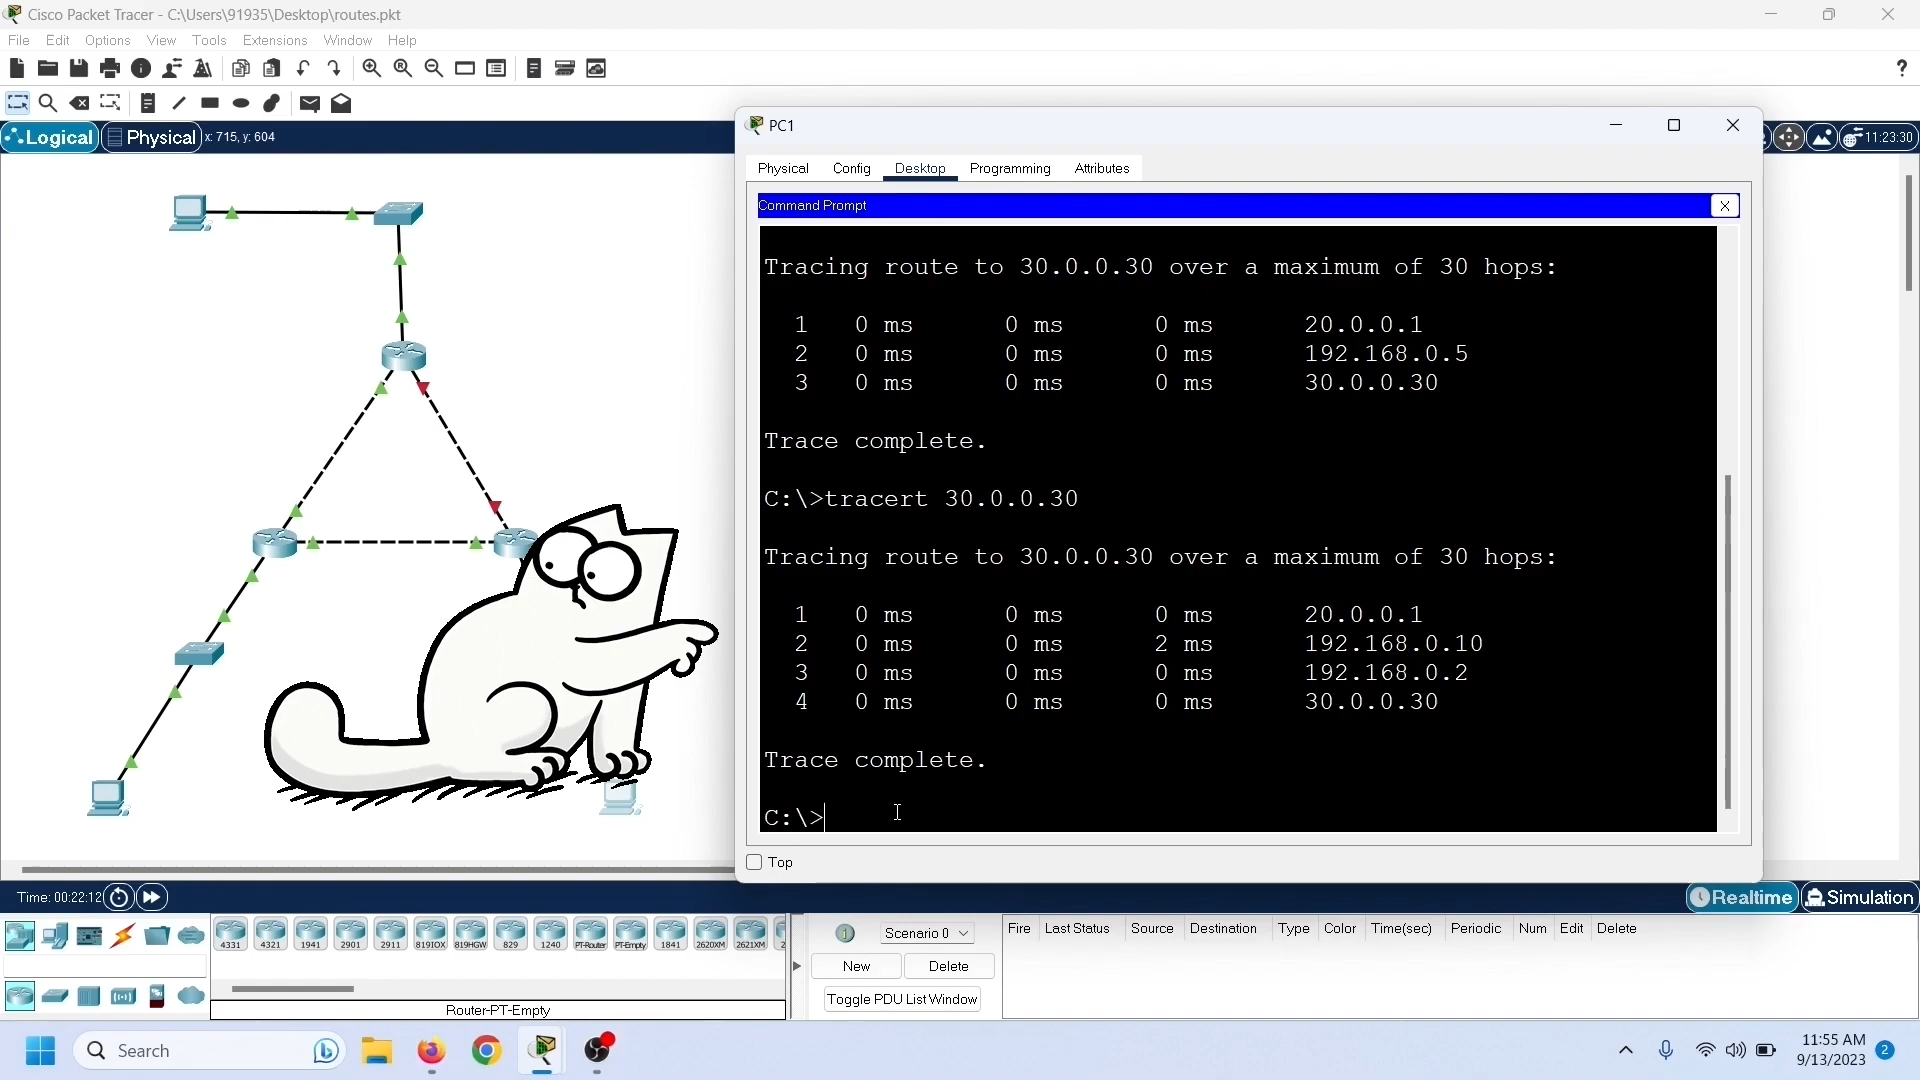 Cisco Packet Tracer - C:\Users\91935\Desktop\routes.pkt
File Edit Options View Tools Extensions Window Help
?
Logical Physical x: 715, y: 604
11:23:30
PC1
Physical Config Desktop Programming Attributes
Command Prompt
X
Tracing route to 30.0.0.30 over a maximum of 30 hops:
1 0 ms 0 ms 0 ms 20.0.0.1
2 0 ms 0 ms 0 ms 192.168.0.5
3 0 ms 0 ms 0 ms 30.0.0.30
Trace complete.
C:\>tracert 30.0.0.30
Tracing route to 30.0.0.30 over a maximum of 30 hops:
1 0 ms 0 ms 0 ms 20.0.0.1
2 0 ms 0 ms 2 ms 192.168.0.10
3 0 ms 0 ms 0 ms 192.168.0.2
4 0 ms 0 ms 0 ms 30.0.0.30
Trace complete.
C:\>
Top
Time: 00:22:12
Realtime Simulation
4331 4321 1941 2901 2911 819IOX 819HGW 829 1240 PT-Router PT-Empty 1841 2620XM 2621XM 2
Router-PT-Empty
Scenario 0
New Delete
Toggle PDU List Window
Fire Last Status Source Destination Type Color Time(sec) Periodic Num Edit Delete
Search
11:55 AM
9/13/2023
2